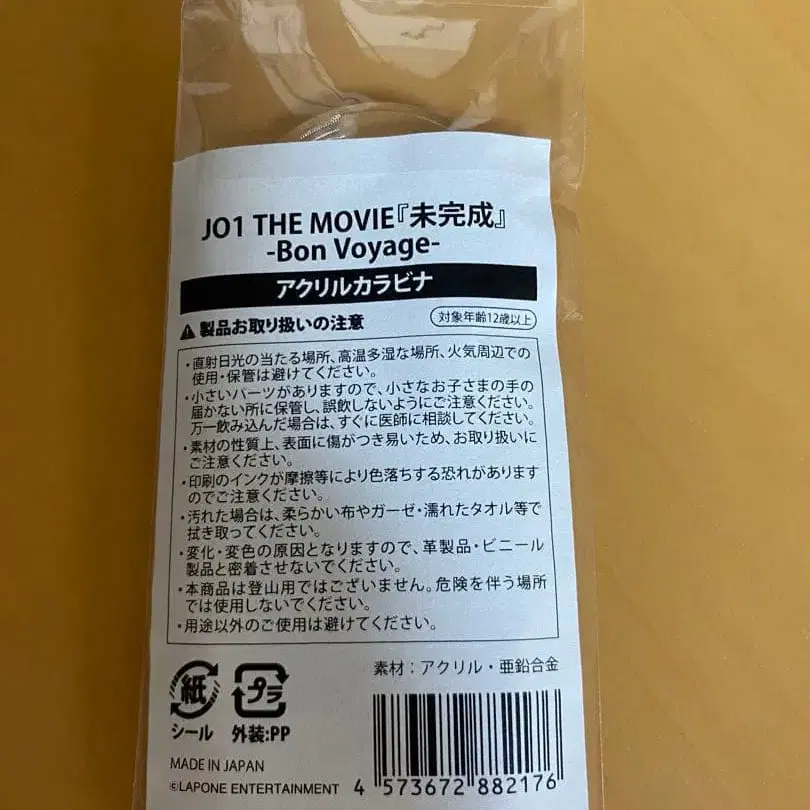 JO1 THE MOVIE『未完成』
-Bon Voyage-
アクリルカラビナ
製品お取り扱いの注意
対象年齢12歳以上
・直射日光の当たる場所、高温多湿な場所、火気周辺での
使用・保管は避けてください。
・小さいパーツがありますので、小さなお子さまの手の
届かない所に保管し、誤飲しないようにご注意ください。
万一飲み込んだ場合は、すぐに医師に相談してください。
・素材の性質上、表面に傷がつき易いため、お取り扱いに
ご注意ください。
・印刷のインクが摩擦等により色落ちする恐れがあります
のでご注意ください。
・汚れた場合は、柔らかい布やガーゼ・濡れたタオル等で
拭き取ってください。
・変化・変色の原因となりますので、革製品・ビニール
製品と密着させないでください。
・本商品は登山用ではございません。危険を伴う場所
では使用しないでください。
・用途以外のご使用は避けてください。
素材：アクリル・亜鉛合金
紙
プラ
シール
外装:PP
MADE IN JAPAN
©LAPONE ENTERTAINMENT
4 573672 882176